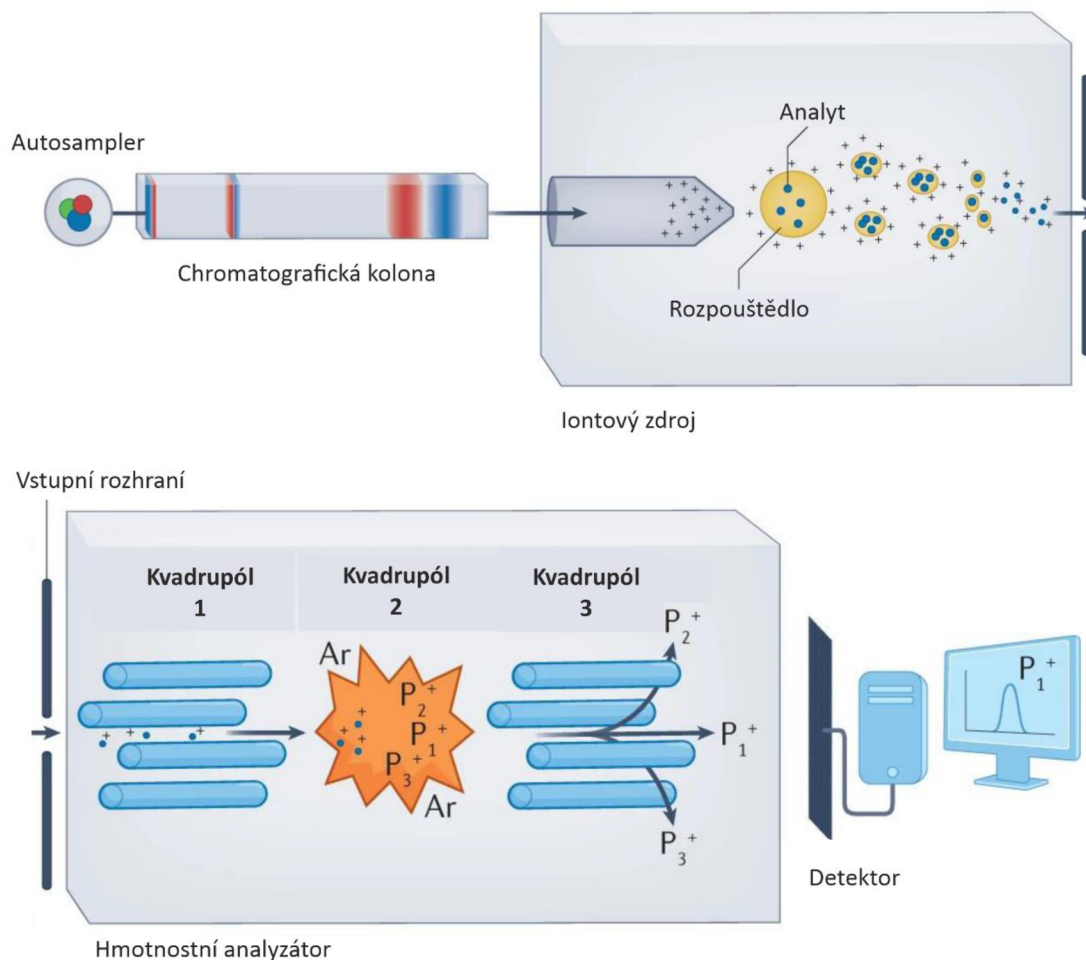 Autosampler
Analyt
Chromatografická kolona
Rozpouštědlo
Iontový zdroj
Vstupní rozhraní
Kvadrupól
1
Kvadrupól
2
Kvadrupól
3
Ar
P₂⁺
P₁⁺
P₃⁺
Ar
P₂⁺
P₁⁺
P₃⁺
P₁⁺
Detektor
Hmotnostní analyzátor